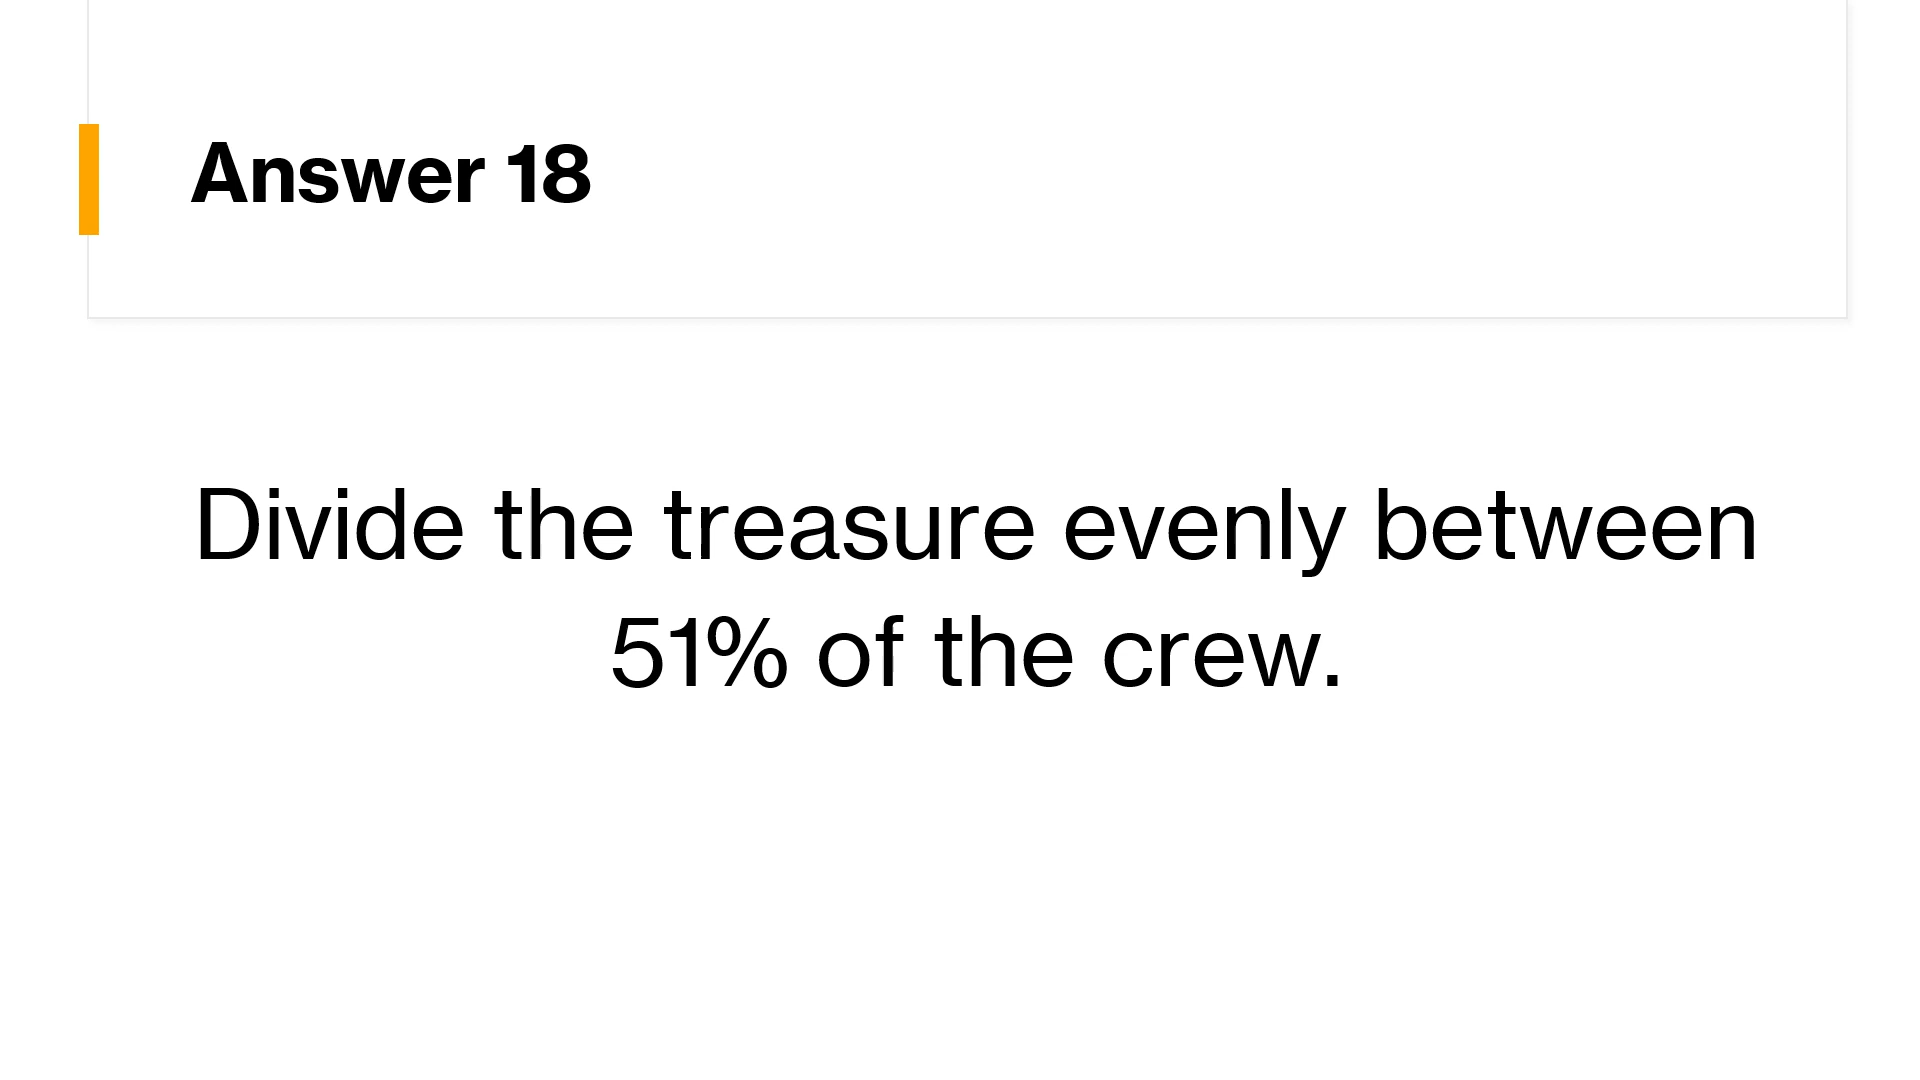 Answer 18
Divide the treasure evenly between
51% of the crew.